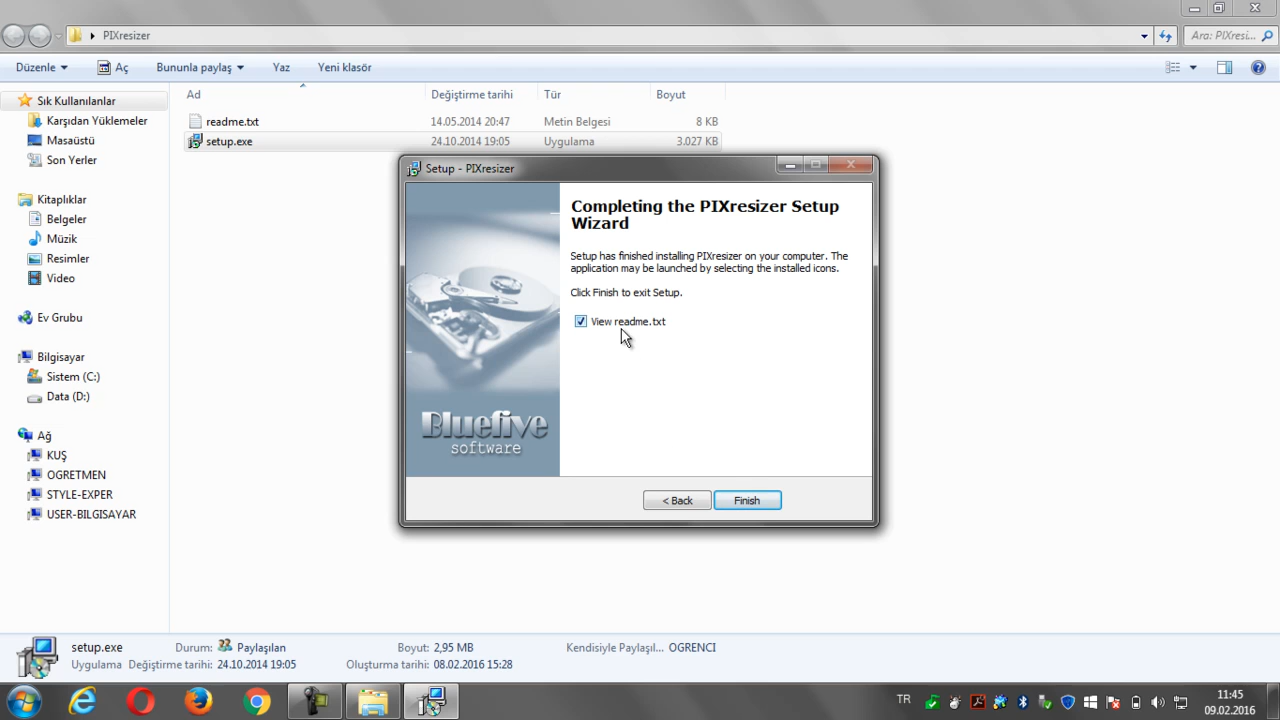 PIXresizer
Ara: PIXresi...
Düzenle
Aç
Bununla paylaş
Yaz
Yeni klasör
Ad
Değiştirme tarihi
Tür
Boyut
readme.txt
14.05.2014 20:47
Metin Belgesi
8 KB
setup.exe
24.10.2014 19:05
Uygulama
3.027 KB
Sık Kullanılanlar
Karşıdan Yüklemeler
Masaüstü
Son Yerler
Kitaplıklar
Belgeler
Müzik
Resimler
Video
Ev Grubu
Bilgisayar
Sistem (C:)
Data (D:)
Ağ
KUŞ
OGRETMEN
STYLE-EXPER
USER-BILGISAYAR
Setup - PIXresizer
Completing the PIXresizer Setup
Wizard
Setup has finished installing PIXresizer on your computer. The
application may be launched by selecting the installed icons.
Click Finish to exit Setup.
View readme.txt
Bluefive
software
< Back
Finish
setup.exe
Durum:
Paylaşılan
Boyut: 2,95 MB
Kendisiyle Paylaşıl... OGRENCI
Uygulama
Değiştirme tarihi: 24.10.2014 19:05
Oluşturma tarihi: 08.02.2016 15:28
TR
11:45
09.02.2016